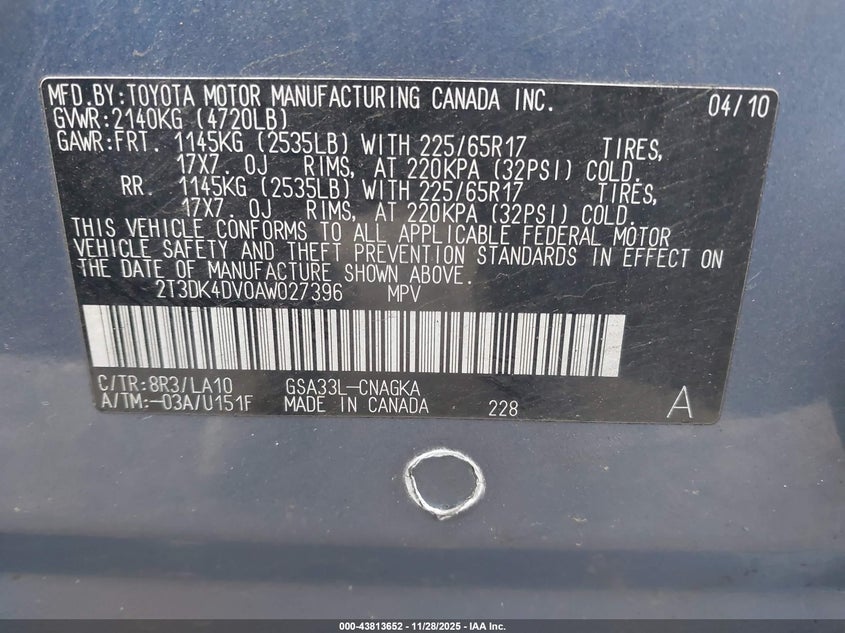 MFD.BY:TOYOTA MOTOR MANUFACTURING CANADA INC. 04/10
GVWR:2140KG (4720LB)
GAWR:FRT. 1145KG (2535LB) WITH 225/65R17 TIRES,
17X7.0J RIMS, AT 220KPA (32PSI) COLD.
RR. 1145KG (2535LB) WITH 225/65R17 TIRES,
17X7.0J RIMS, AT 220KPA (32PSI) COLD.
THIS VEHICLE CONFORMS TO ALL APPLICABLE FEDERAL MOTOR
VEHICLE SAFETY AND THEFT PREVENTION STANDARDS IN EFFECT ON
THE DATE OF MANUFACTURE SHOWN ABOVE.
2T3DK4DV0AW027396 MPV
C/TR:8R3/LA10 GSA33L-CNAGKA
A/TM:-03A/U151F MADE IN CANADA 228 A
000-43813652 - 11/28/2025 - IAA Inc.